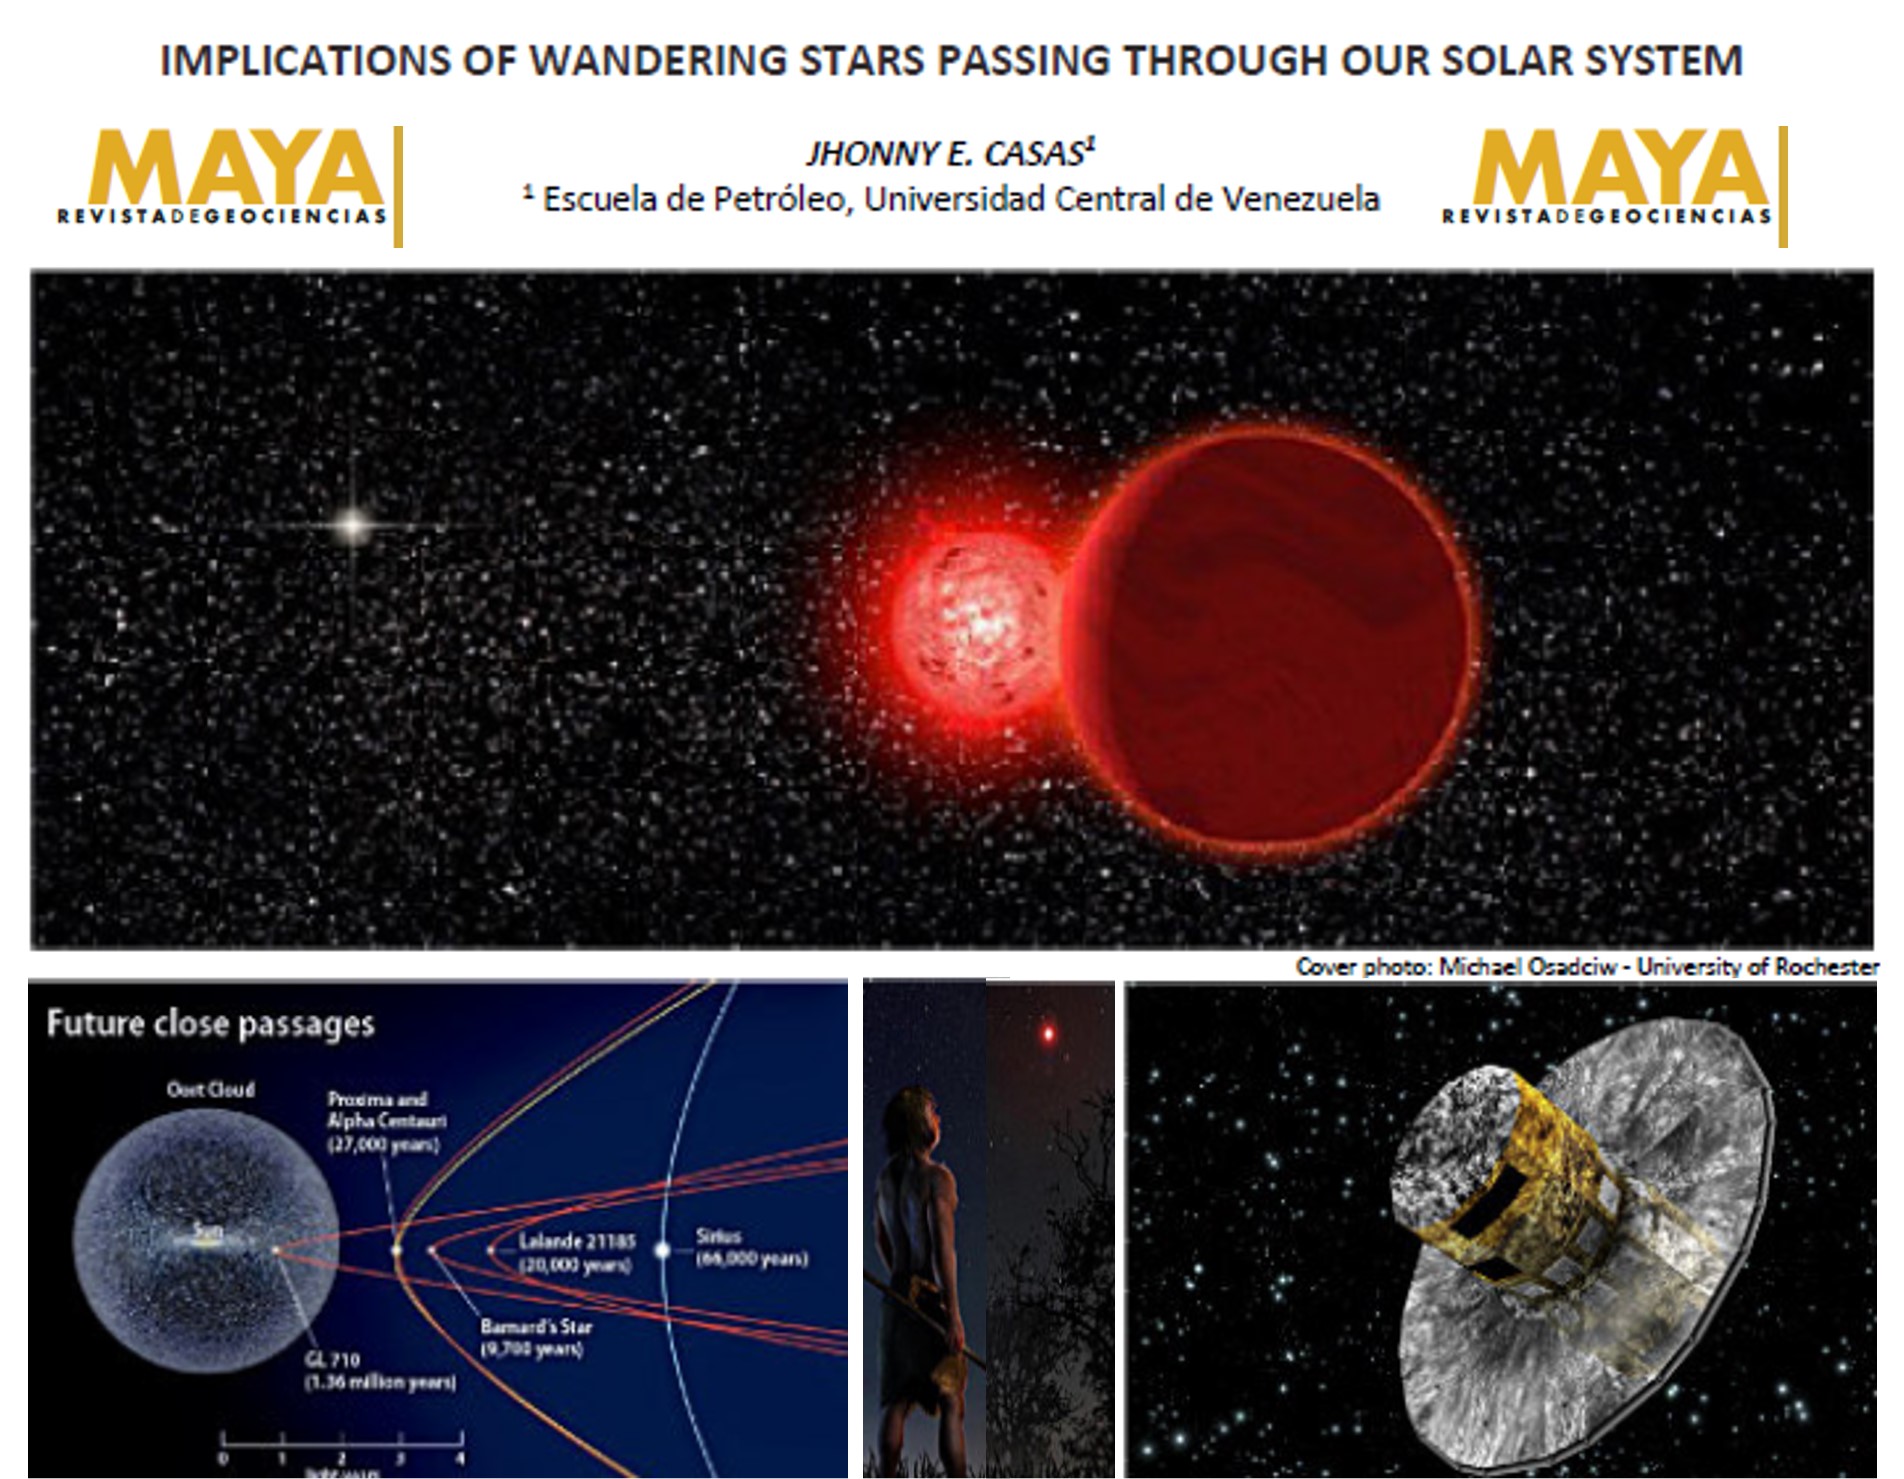 IMPLICATIONS OF WANDERING STARS PASSING THROUGH OUR SOLAR SYSTEM
MAYA
REVISTADEGEOCIENCIAS
JHONNY E. CASAS¹
¹ Escuela de Petróleo, Universidad Central de Venezuela
MAYA
REVISTADEGEOCIENCIAS
Cover photo: Michael Osadciw - University of Rochester
Future close passages
Oort Cloud
Proxima and
Alpha Centauri
(27,000 years)
Sun
Lalande 21185
(20,000 years)
Sirius
(66,000 years)
Barnard's Star
(9,700 years)
GL 710
(1.36 million years)
0 1 2 3 4
light-years